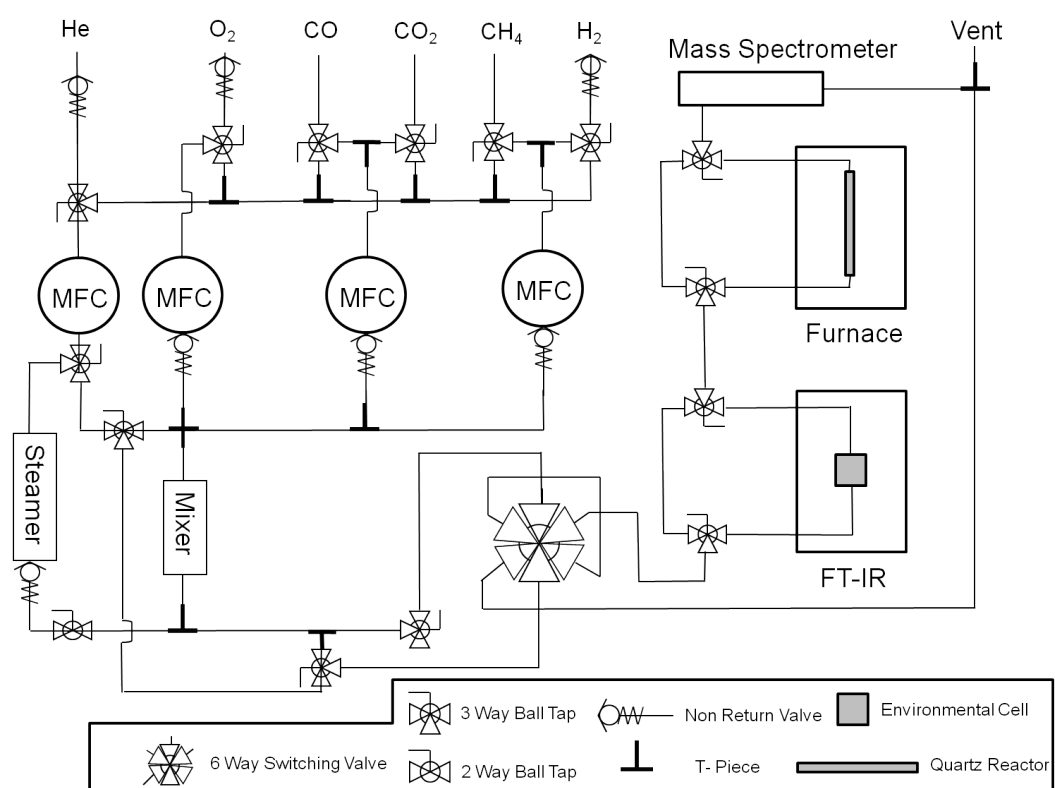 He
O₂
CO
CO₂
CH₄
H₂
Mass Spectrometer
Vent
MFC
MFC
MFC
MFC
Furnace
Steamer
Mixer
FT-IR
3 Way Ball Tap
Non Return Valve
Environmental Cell
6 Way Switching Valve
2 Way Ball Tap
T- Piece
Quartz Reactor